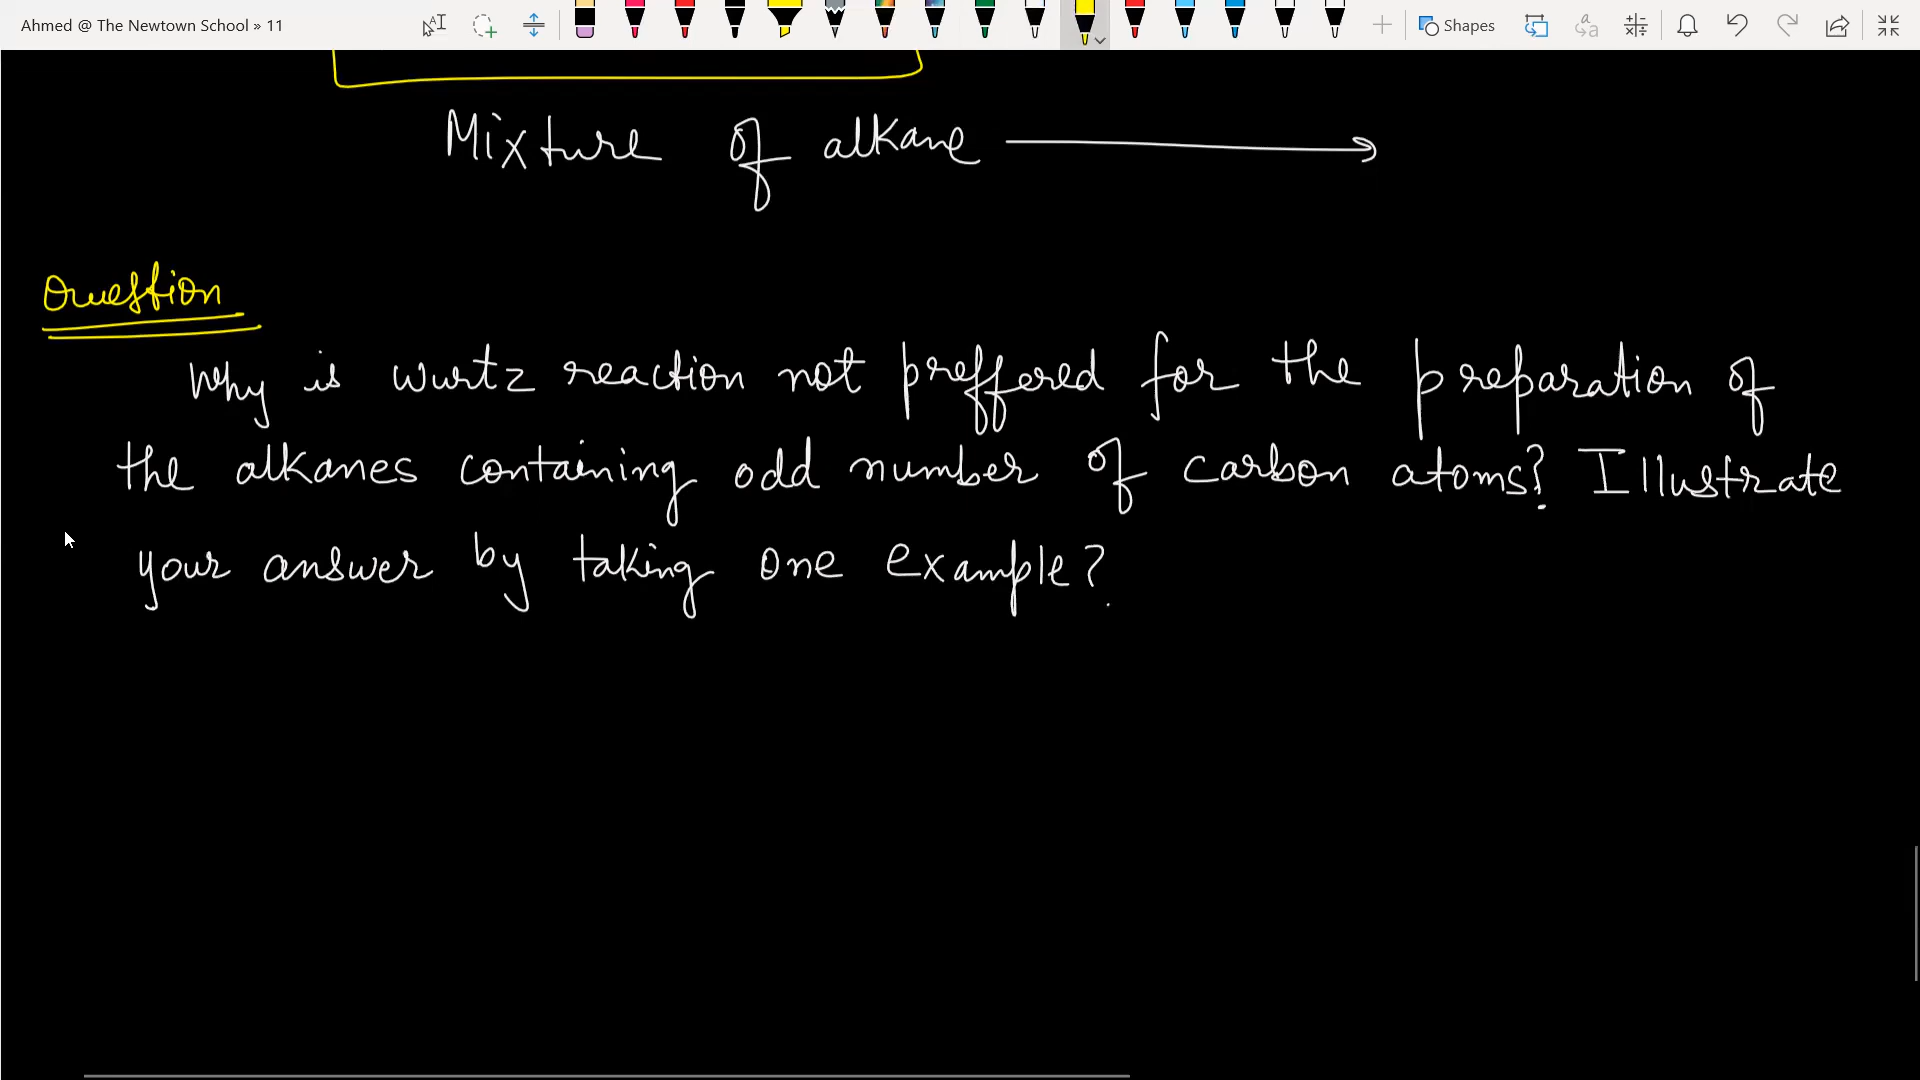 Ahmed @ The Newtown School » 11
Shapes
Mixture of alkane
Question
Why is wurtz reaction not preffered for the preparation of
the alkanes containing odd number of carbon atoms? Illustrate
your answer by taking one example?